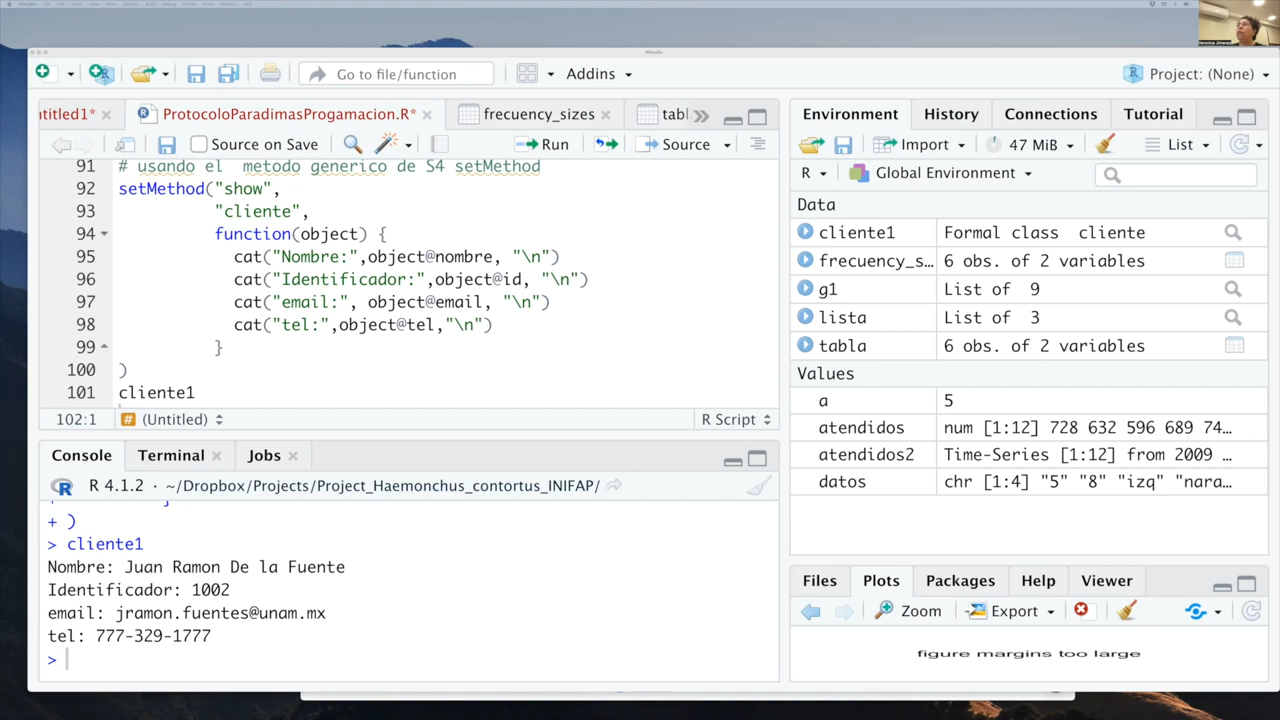 Go to file/function
Addins
Project: (None)
ntitled1*
ProtocoloParadimasProgamacion.R*
frecuency_sizes
tabl
Source on Save
Run
Source
91 # usando el metodo generico de S4 setMethod
92 setMethod("show",
93 "cliente",
94 function(object) {
95 cat("Nombre:",object@nombre, "\n")
96 cat("Identificador:",object@id, "\n")
97 cat("email:", object@email, "\n")
98 cat("tel:",object@tel,"\n")
99 }
100 )
101 cliente1
102:1 # (Untitled) R Script
Console Terminal Jobs
R 4.1.2 · ~/Dropbox/Projects/Project_Haemonchus_contortus_INIFAP/
+ )
> cliente1
Nombre: Juan Ramon De la Fuente
Identificador: 1002
email: jramon.fuentes@unam.mx
tel: 777-329-1777
>
Environment History Connections Tutorial
Import 47 MiB List
R Global Environment
Data
cliente1 Formal class cliente
frecuency_s… 6 obs. of 2 variables
g1 List of 9
lista List of 3
tabla 6 obs. of 2 variables
Values
a 5
atendidos num [1:12] 728 632 596 689 74…
atendidos2 Time-Series [1:12] from 2009 …
datos chr [1:4] "5" "8" "izq" "nara…
Files Plots Packages Help Viewer
Zoom Export
figure margins too large